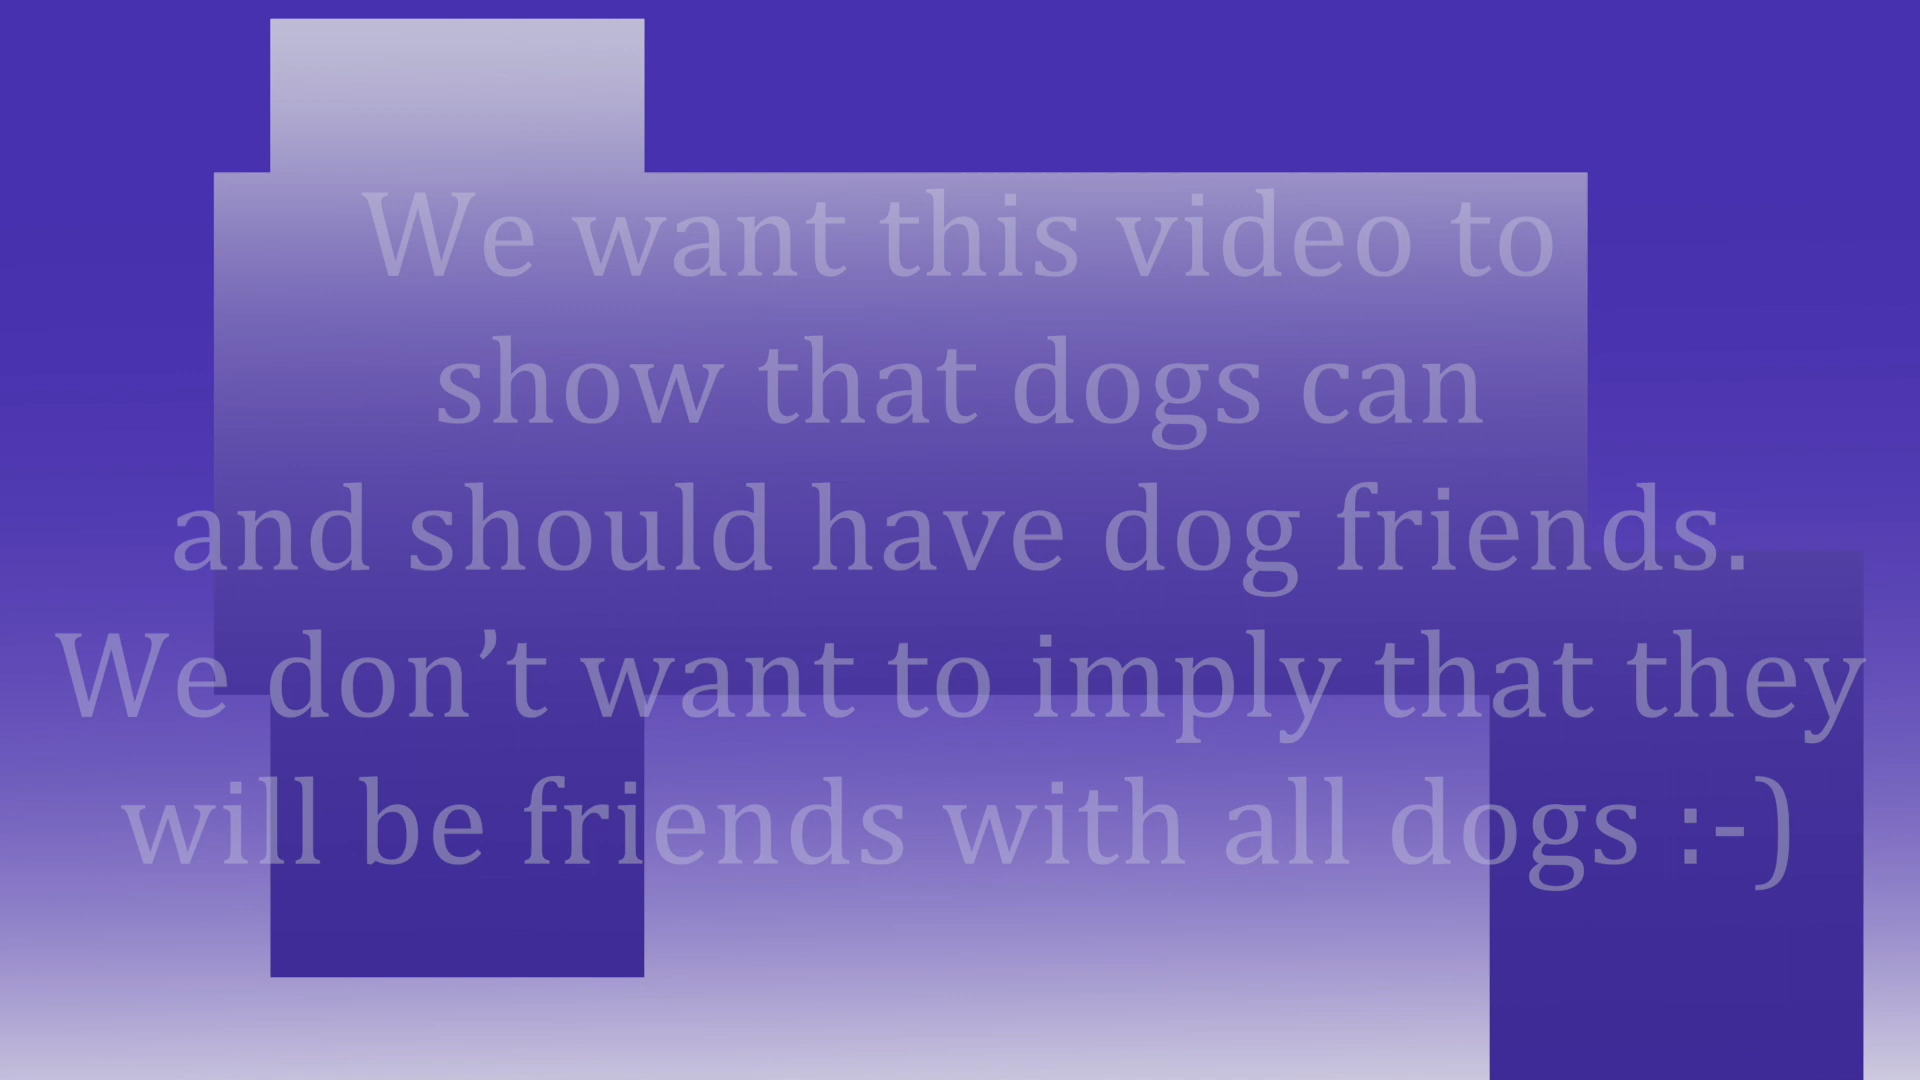 We want this video to
show that dogs can
and should have dog friends.
We don’t want to imply that they
will be friends with all dogs :-)